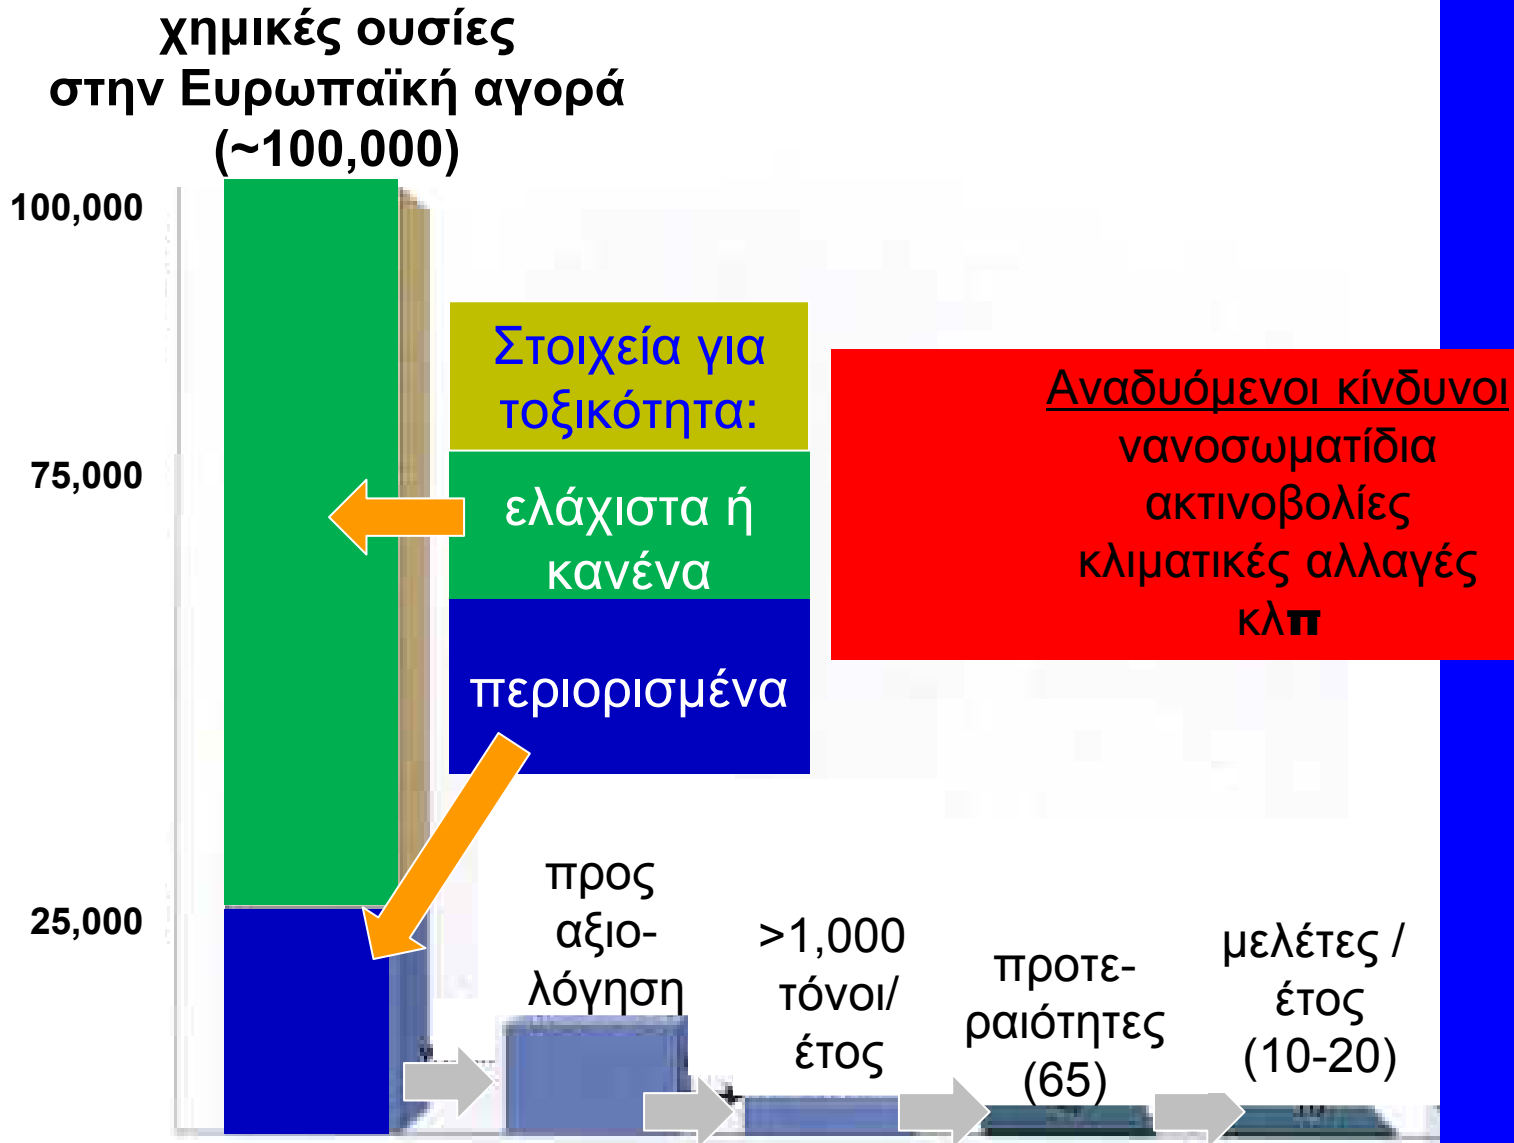 χημικές ουσίες
στην Ευρωπαϊκή αγορά
(~100,000)
100,000
75,000
25,000
Στοιχεία για
τοξικότητα:
ελάχιστα ή
κανένα
περιορισμένα
Αναδυόμενοι κίνδυνοι
νανοσωματίδια
ακτινοβολίες
κλιματικές αλλαγές
κλπ
προς
αξιο-
λόγηση
>1,000
τόνοι/
έτος
προτε-
ραιότητες
(65)
μελέτες /
έτος
(10-20)